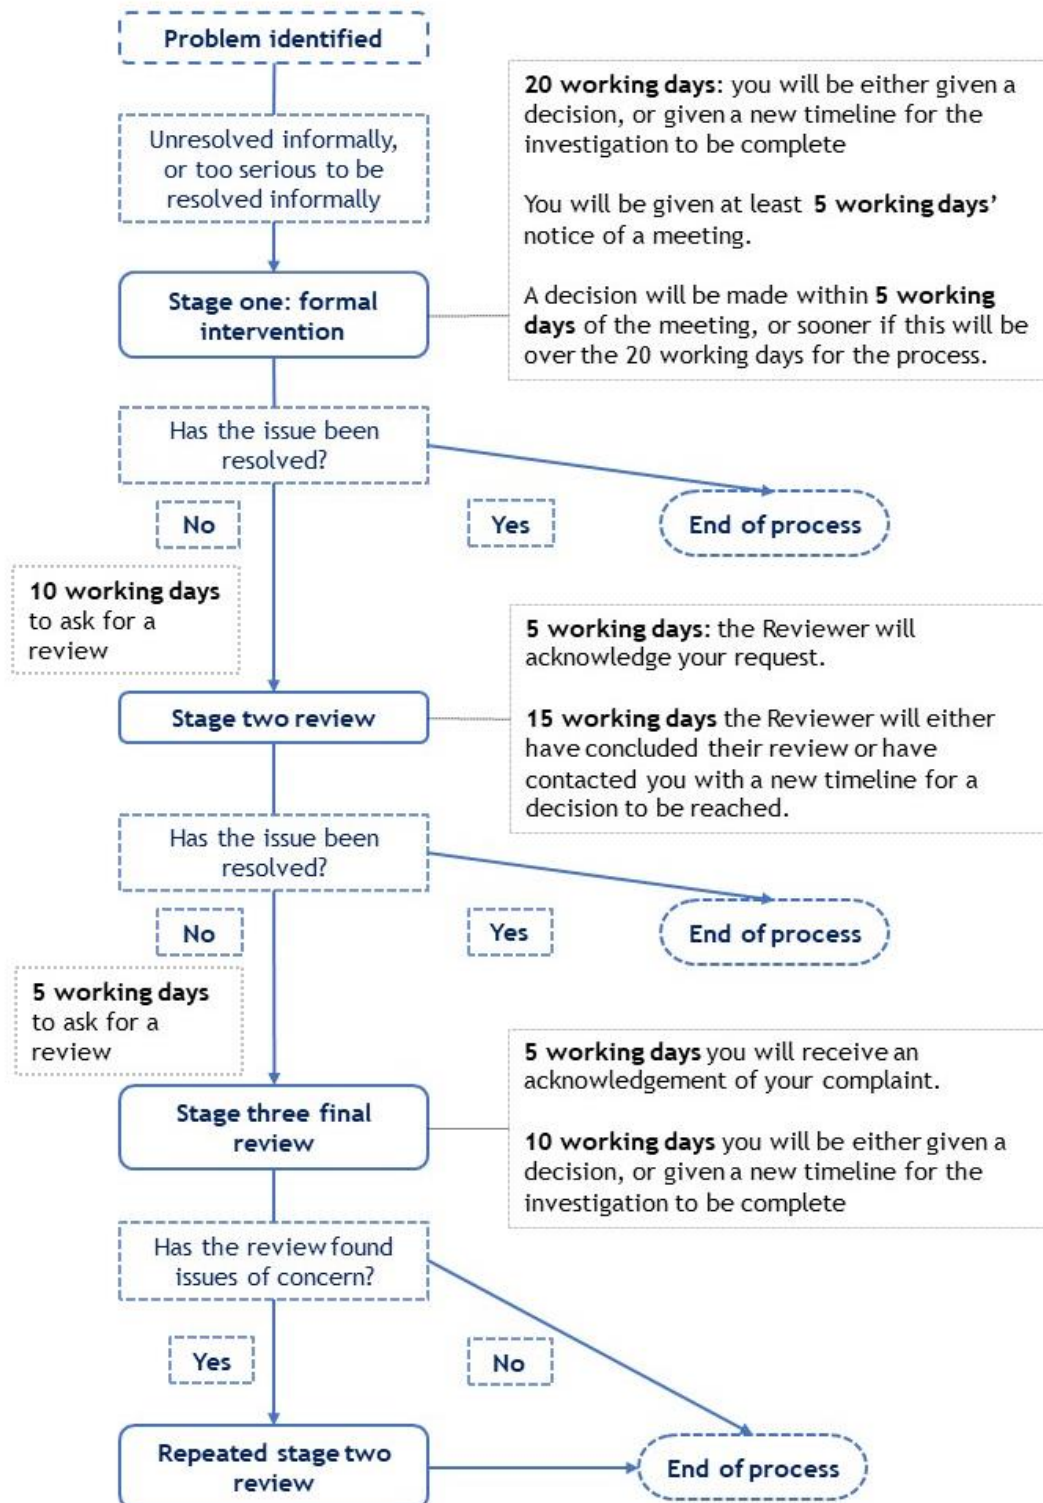 Problem identified
Unresolved informally,
or too serious to be
resolved informally
20 working days: you will be either given a
decision, or given a new timeline for the
investigation to be complete
You will be given at least 5 working days’
notice of a meeting.
A decision will be made within 5 working
days of the meeting, or sooner if this will be
over the 20 working days for the process.
Stage one: formal
intervention
Has the issue been
resolved?
No
Yes
End of process
10 working days
to ask for a
review
5 working days: the Reviewer will
acknowledge your request.
15 working days the Reviewer will either
have concluded their review or have
contacted you with a new timeline for a
decision to be reached.
Stage two review
Has the issue been
resolved?
No
Yes
End of process
5 working days
to ask for a
review
5 working days you will receive an
acknowledgement of your complaint.
10 working days you will be either given a
decision, or given a new timeline for the
investigation to be complete
Stage three final
review
Has the review found
issues of concern?
Yes
No
Repeated stage two
review
End of process